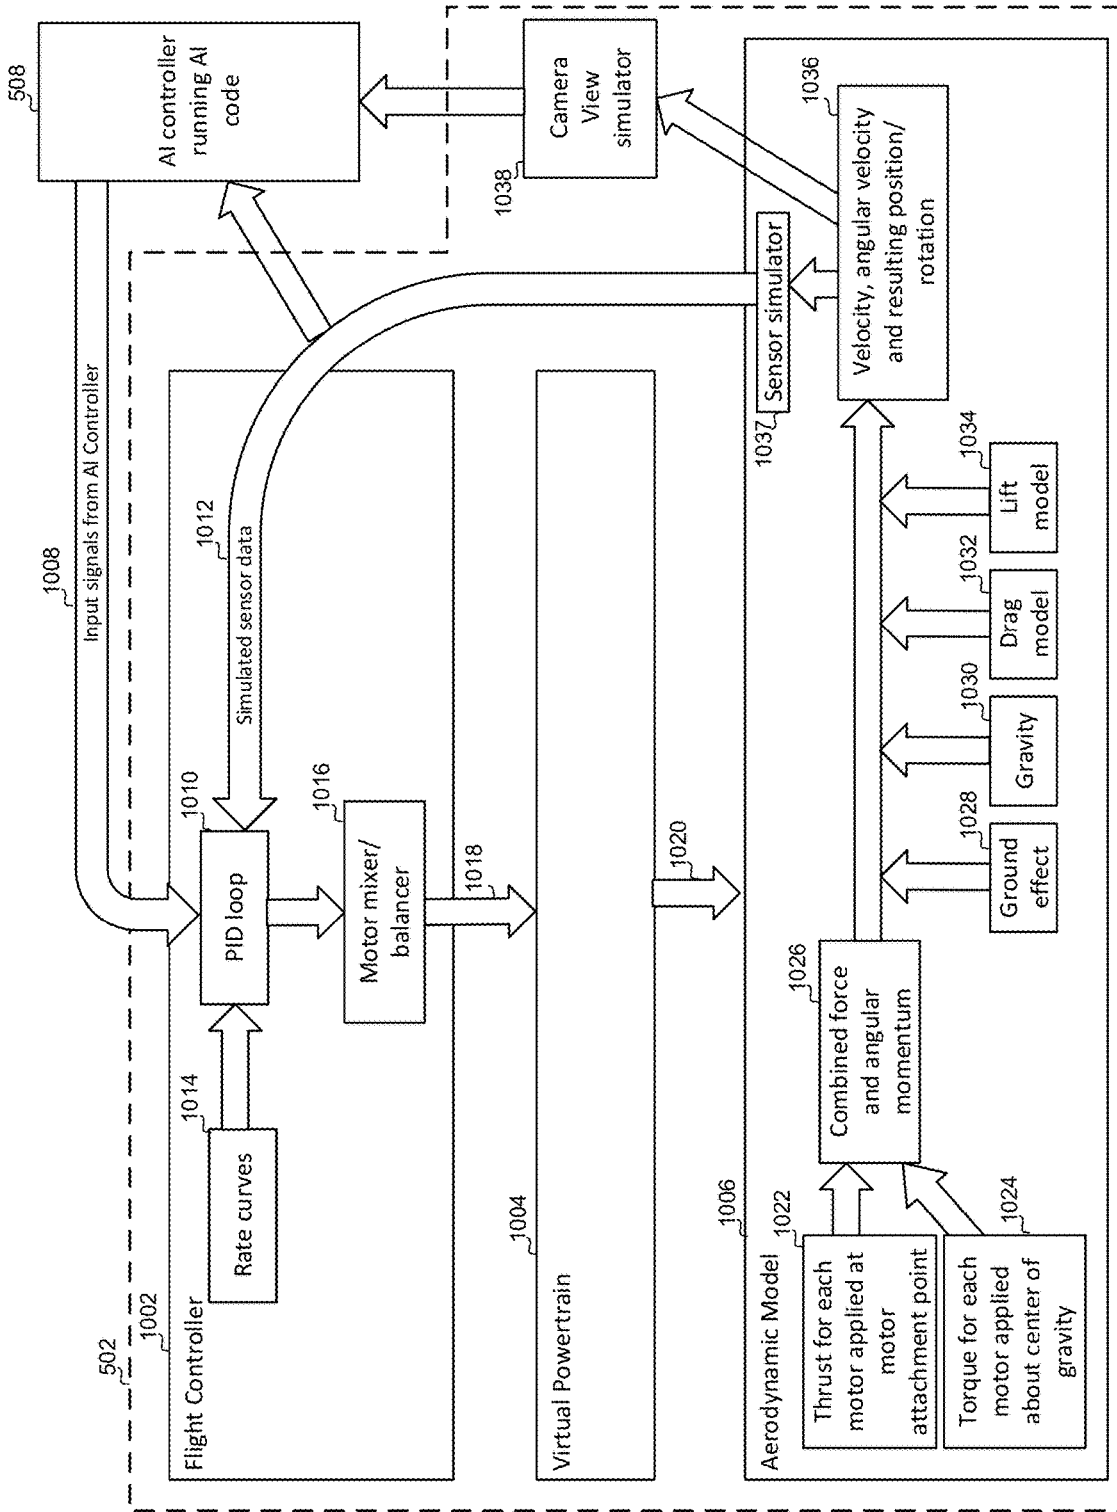 502
1002
Flight Controller
1008
Input signals from AI Controller
508
AI controller
running AI
code
1014
Rate curves
1010
PID loop
1012
Simulated sensor data
1016
Motor mixer/
balancer
1018
1004
Virtual Powertrain
1020
1038
Camera
View
simulator
1006
Aerodynamic Model
1022
Thrust for each
motor applied at
motor
attachment point
1024
Torque for each
motor applied
about center of
gravity
1026
Combined force
and angular
momentum
1028
Ground
effect
1030
Gravity
1032
Drag
model
1034
Lift
model
1037
Sensor simulator
1036
Velocity, angular velocity
and resulting position/
rotation